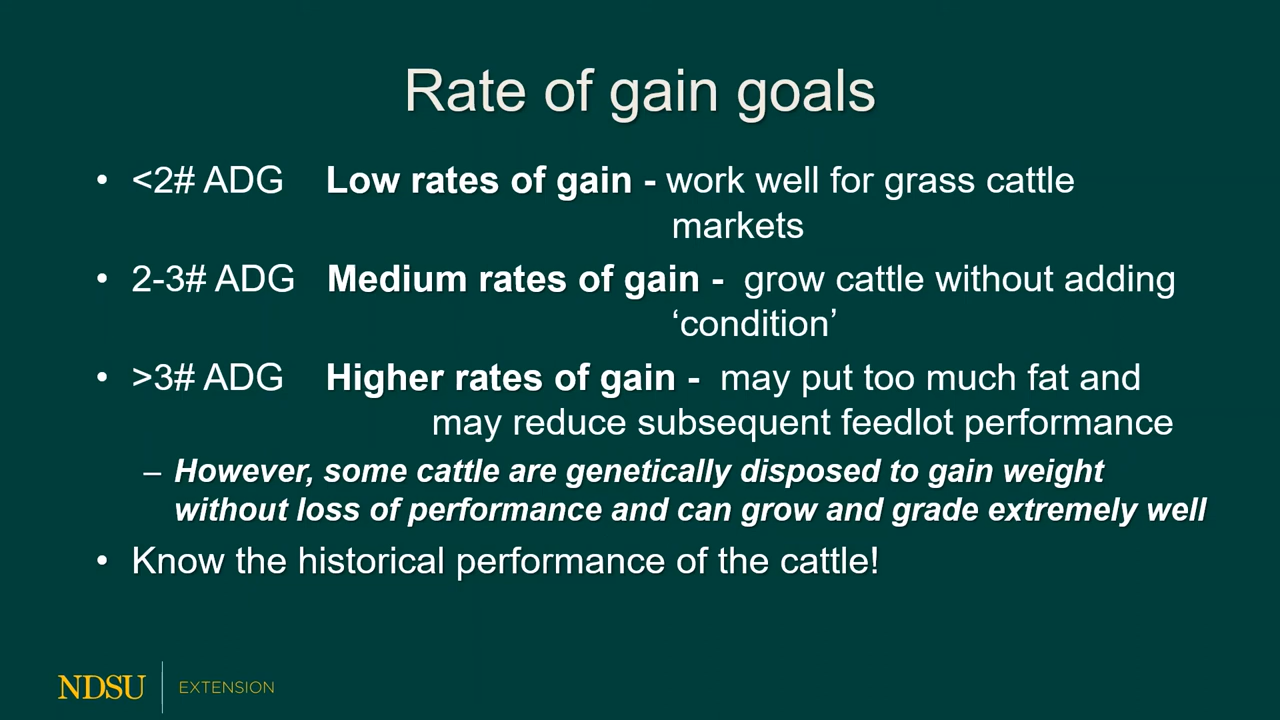 Rate of gain goals
• <2# ADG Low rates of gain - work well for grass cattle
markets
• 2-3# ADG Medium rates of gain - grow cattle without adding
‘condition’
• >3# ADG Higher rates of gain - may put too much fat and
may reduce subsequent feedlot performance
– However, some cattle are genetically disposed to gain weight
without loss of performance and can grow and grade extremely well
• Know the historical performance of the cattle!
NDSU EXTENSION